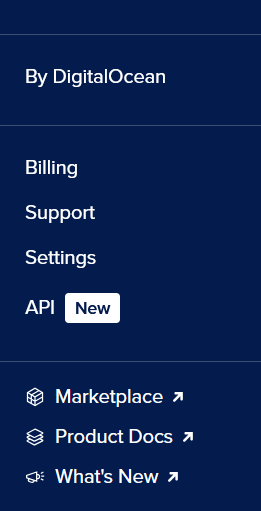 By DigitalOcean
Billing
Support
Settings
API New
Marketplace
Product Docs
What's New